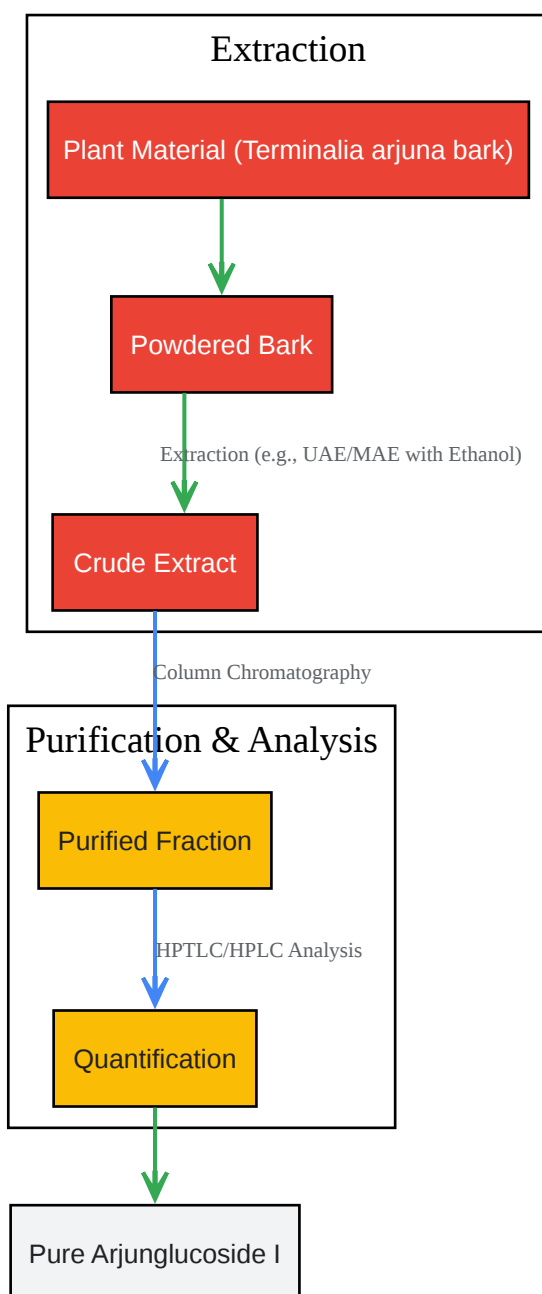 Extraction
Plant Material (Terminalia arjuna bark)
Powdered Bark
Extraction (e.g., UAE/MAE with Ethanol)
Crude Extract
Column Chromatography
Purification & Analysis
Purified Fraction
HPTLC/HPLC Analysis
Quantification
Pure Arjunglucoside I